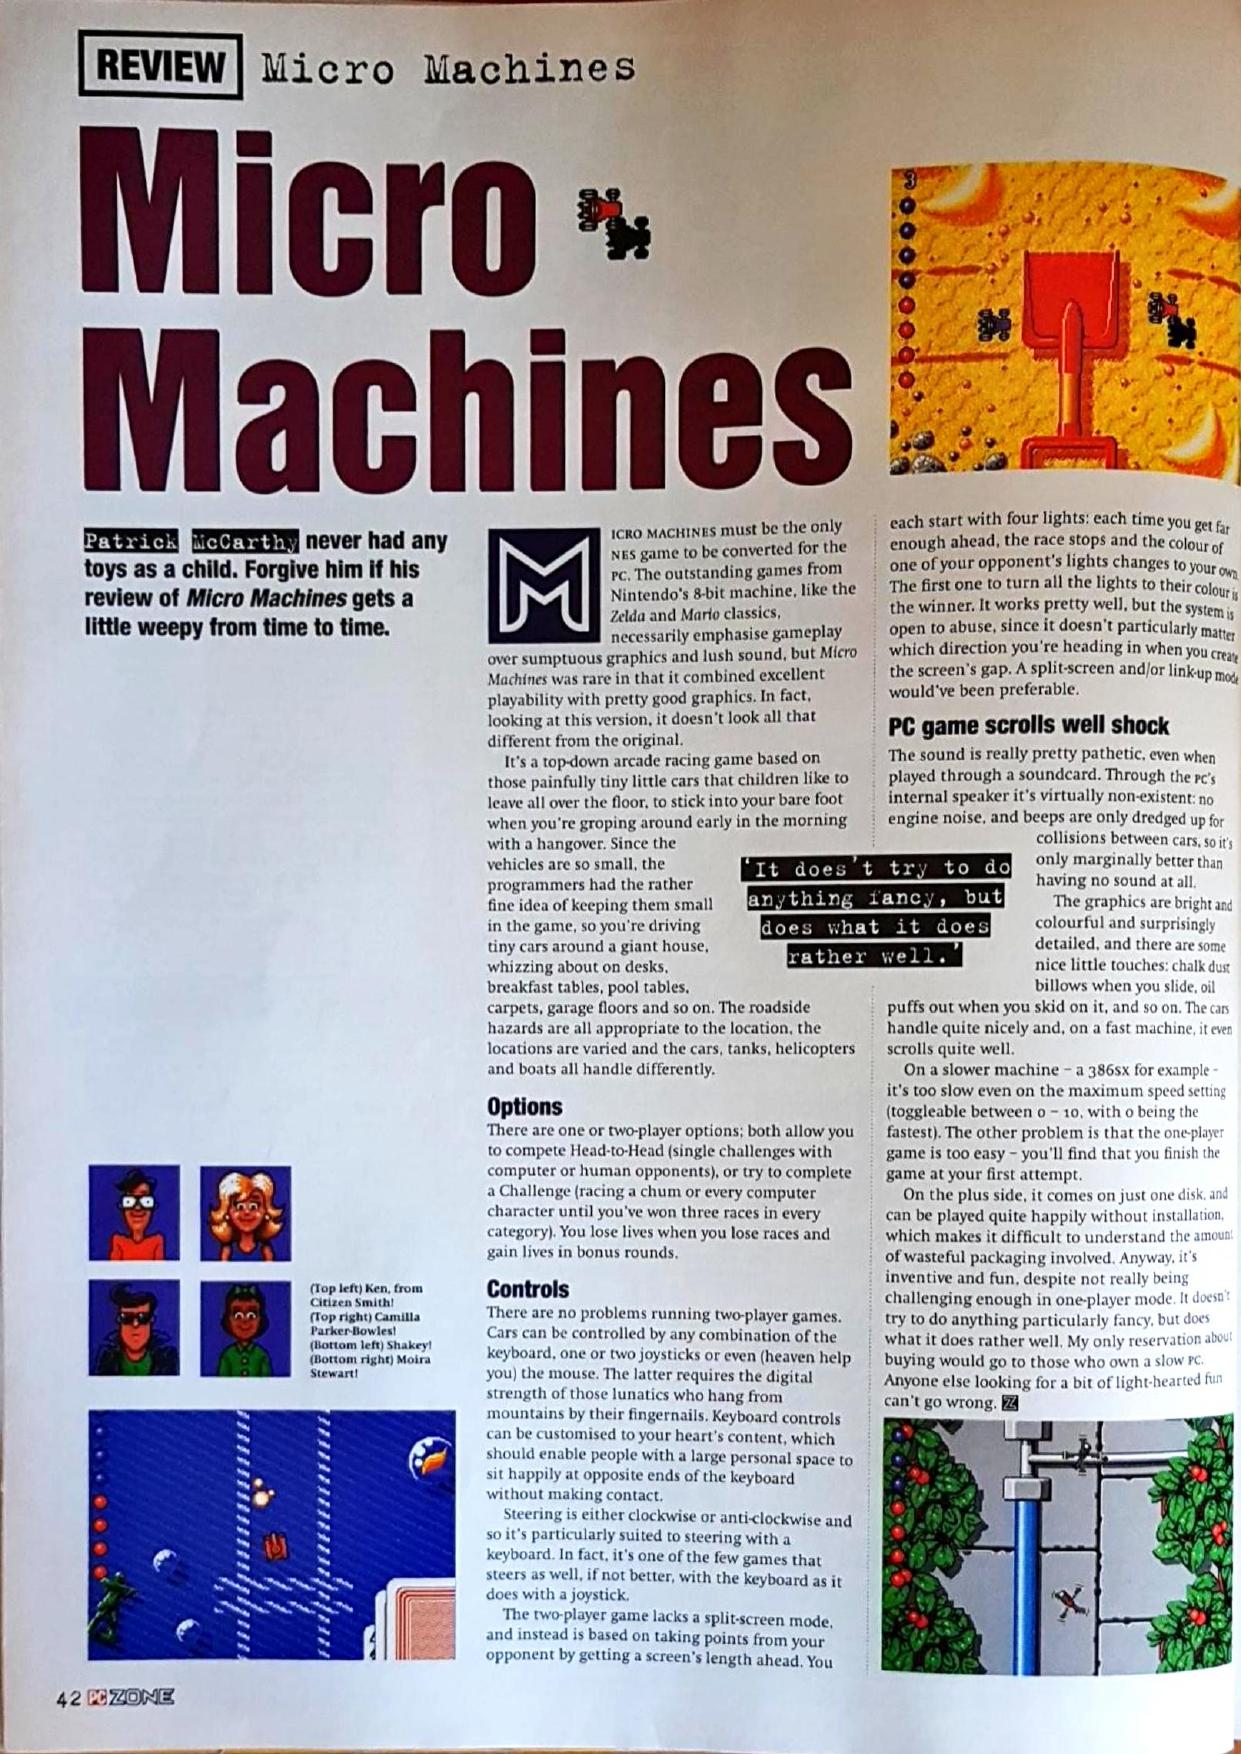 REVIEW Micro Machines
Micro
Machines
Patrick McCarthy never had any
toys as a child. Forgive him if his
review of Micro Machines gets a
little weepy from time to time.
MICRO MACHINES must be the only
NES game to be converted for the
PC. The outstanding games from
Nintendo's 8-bit machine, like the
Zelda and Mario classics,
necessarily emphasise gameplay
over sumptuous graphics and lush sound, but Micro
Machines was rare in that it combined excellent
playability with pretty good graphics. In fact,
looking at this version, it doesn't look all that
different from the original.
It's a top-down arcade racing game based on
those painfully tiny little cars that children like to
leave all over the floor, to stick into your bare foot
when you're groping around early in the morning
with a hangover. Since the
vehicles are so small, the
programmers had the rather
fine idea of keeping them small
in the game, so you're driving
tiny cars around a giant house,
whizzing about on desks,
breakfast tables, pool tables,
carpets, garage floors and so on. The roadside
hazards are all appropriate to the location, the
locations are varied and the cars, tanks, helicopters
and boats all handle differently.
Options
There are one or two-player options; both allow you
to compete Head-to-Head (single challenges with
computer or human opponents), or try to complete
a Challenge (racing a chum or every computer
character until you've won three races in every
category). You lose lives when you lose races and
gain lives in bonus rounds.
Controls
There are no problems running two-player games.
Cars can be controlled by any combination of the
keyboard, one or two joysticks or even (heaven help
you) the mouse. The latter requires the digital
strength of those lunatics who hang from
mountains by their fingernails. Keyboard controls
can be customised to your heart's content, which
should enable people with a large personal space to
sit happily at opposite ends of the keyboard
without making contact.
Steering is either clockwise or anti-clockwise and
so it's particularly suited to steering with a
keyboard. In fact, it's one of the few games that
steers as well, if not better, with the keyboard as it
does with a joystick.
The two-player game lacks a split-screen mode,
and instead is based on taking points from your
opponent by getting a screen's length ahead. You
'It does't try to do
anything fancy, but
does what it does
rather well.'
3
each start with four lights: each time you get far
enough ahead, the race stops and the colour of
one of your opponent's lights changes to your own.
The first one to turn all the lights to their colour is
the winner. It works pretty well, but the system is
open to abuse, since it doesn't particularly matter
which direction you're heading in when you create
the screen's gap. A split-screen and/or link-up mode
would've been preferable.
PC game scrolls well shock
The sound is really pretty pathetic, even when
played through a soundcard. Through the PC's
internal speaker it's virtually non-existent: no
engine noise, and beeps are only dredged up for
collisions between cars, so it's
only marginally better than
having no sound at all.
The graphics are bright and
colourful and surprisingly
detailed, and there are some
nice little touches: chalk dust
billows when you slide, oil
puffs out when you skid on it, and so on. The cars
handle quite nicely and, on a fast machine, it even
scrolls quite well.
On a slower machine – a 386SX for example –
it's too slow even on the maximum speed setting
(toggleable between 0 – 10, with 0 being the
fastest). The other problem is that the one-player
game is too easy – you'll find that you finish the
game at your first attempt.
On the plus side, it comes on just one disk, and
can be played quite happily without installation,
which makes it difficult to understand the amount
of wasteful packaging involved. Anyway, it's
inventive and fun, despite not really being
challenging enough in one-player mode. It doesn't
try to do anything particularly fancy, but does
what it does rather well. My only reservation about
buying would go to those who own a slow PC.
Anyone else looking for a bit of light-hearted fun
can't go wrong. Z
(Top left) Ken, from
Citizen Smith!
(Top right) Camilla
Parker-Bowles!
(Bottom left) Shakey!
(Bottom right) Moira
Stewart!
42 PC ZONE